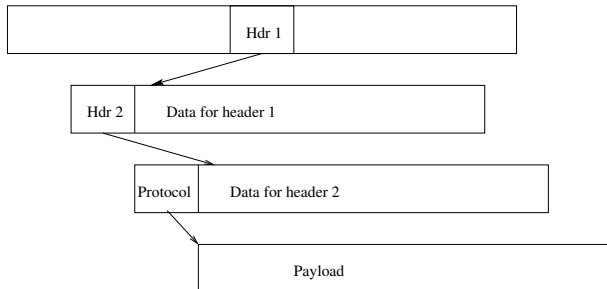 Hdr 1
Hdr 2 Data for header 1
Protocol Data for header 2
Payload